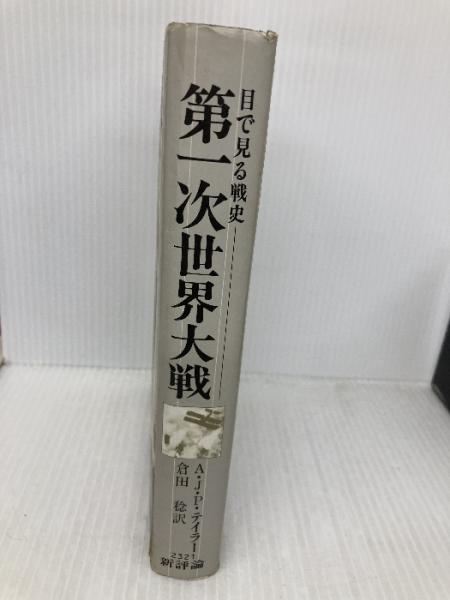 目で見る戦史
第一次世界大戦
A・J・P・テイラー
倉田 稔訳
2321
新評論